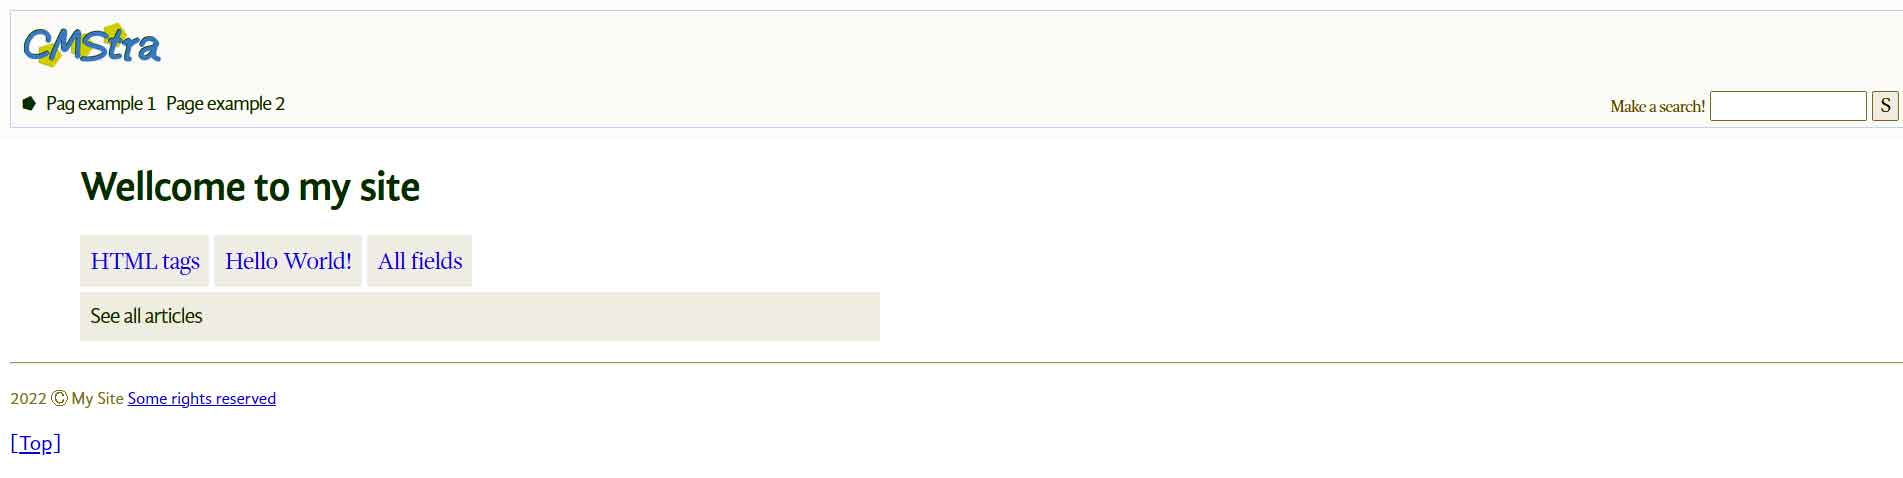 CMStra
Pag example 1 Page example 2
Make a search! S
Wellcome to my site
HTML tags Hello World! All fields
See all articles
2022 © My Site Some rights reserved
[Top]